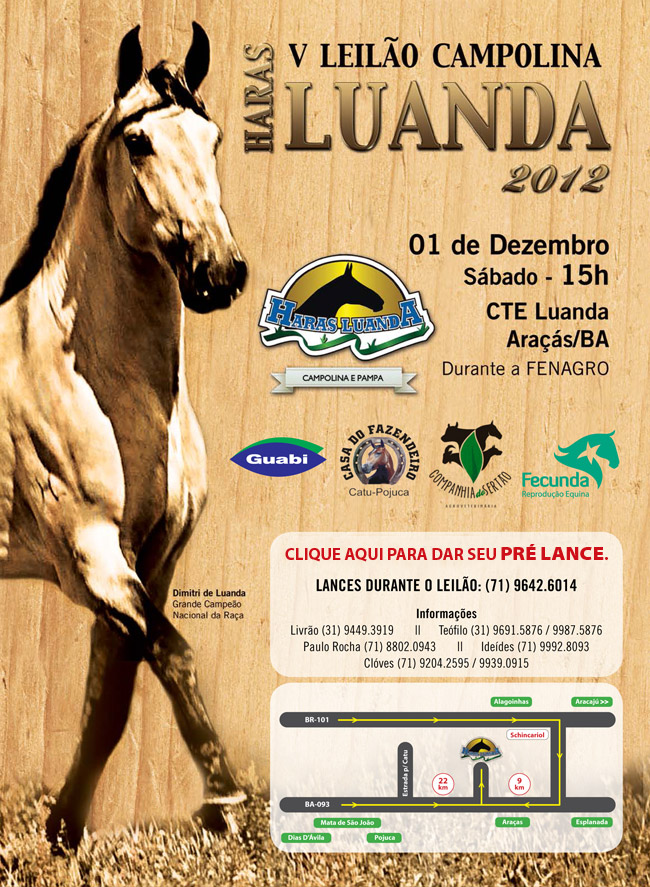 V LEILÃO CAMPOLINA
HARAS
LUANDA
2012
01 de Dezembro
Sábado - 15h
CTE Luanda
Araçás/BA
Durante a FENAGRO
HARAS LUANDA
CAMPOLINA E PAMPA
Guabi
CASA DO FAZENDEIRO
Catu-Pojuca
COMPANHIA do SERTÃO
AGROVETERINÁRIA
Fecunda
Reprodução Equina
CLIQUE AQUI PARA DAR SEU PRÉ LANCE.
LANCES DURANTE O LEILÃO: (71) 9642.6014
Informações
Livrão (31) 9449.3919 || Teófilo (31) 9691.5876 / 9987.5876
Paulo Rocha (71) 8802.0943 || Ideídes (71) 9992.8093
Clóves (71) 9204.2595 / 9939.0915
Dimitri de Luanda
Grande Campeão
Nacional da Raça
Alagoinhas
Aracajú >>
BR-101
Schincariol
HARAS LUANDA
Estrada p/ Catu
22 km
9 km
BA-093
Mata de São João
Araças
Esplanada
Dias D'Ávila
Pojuca